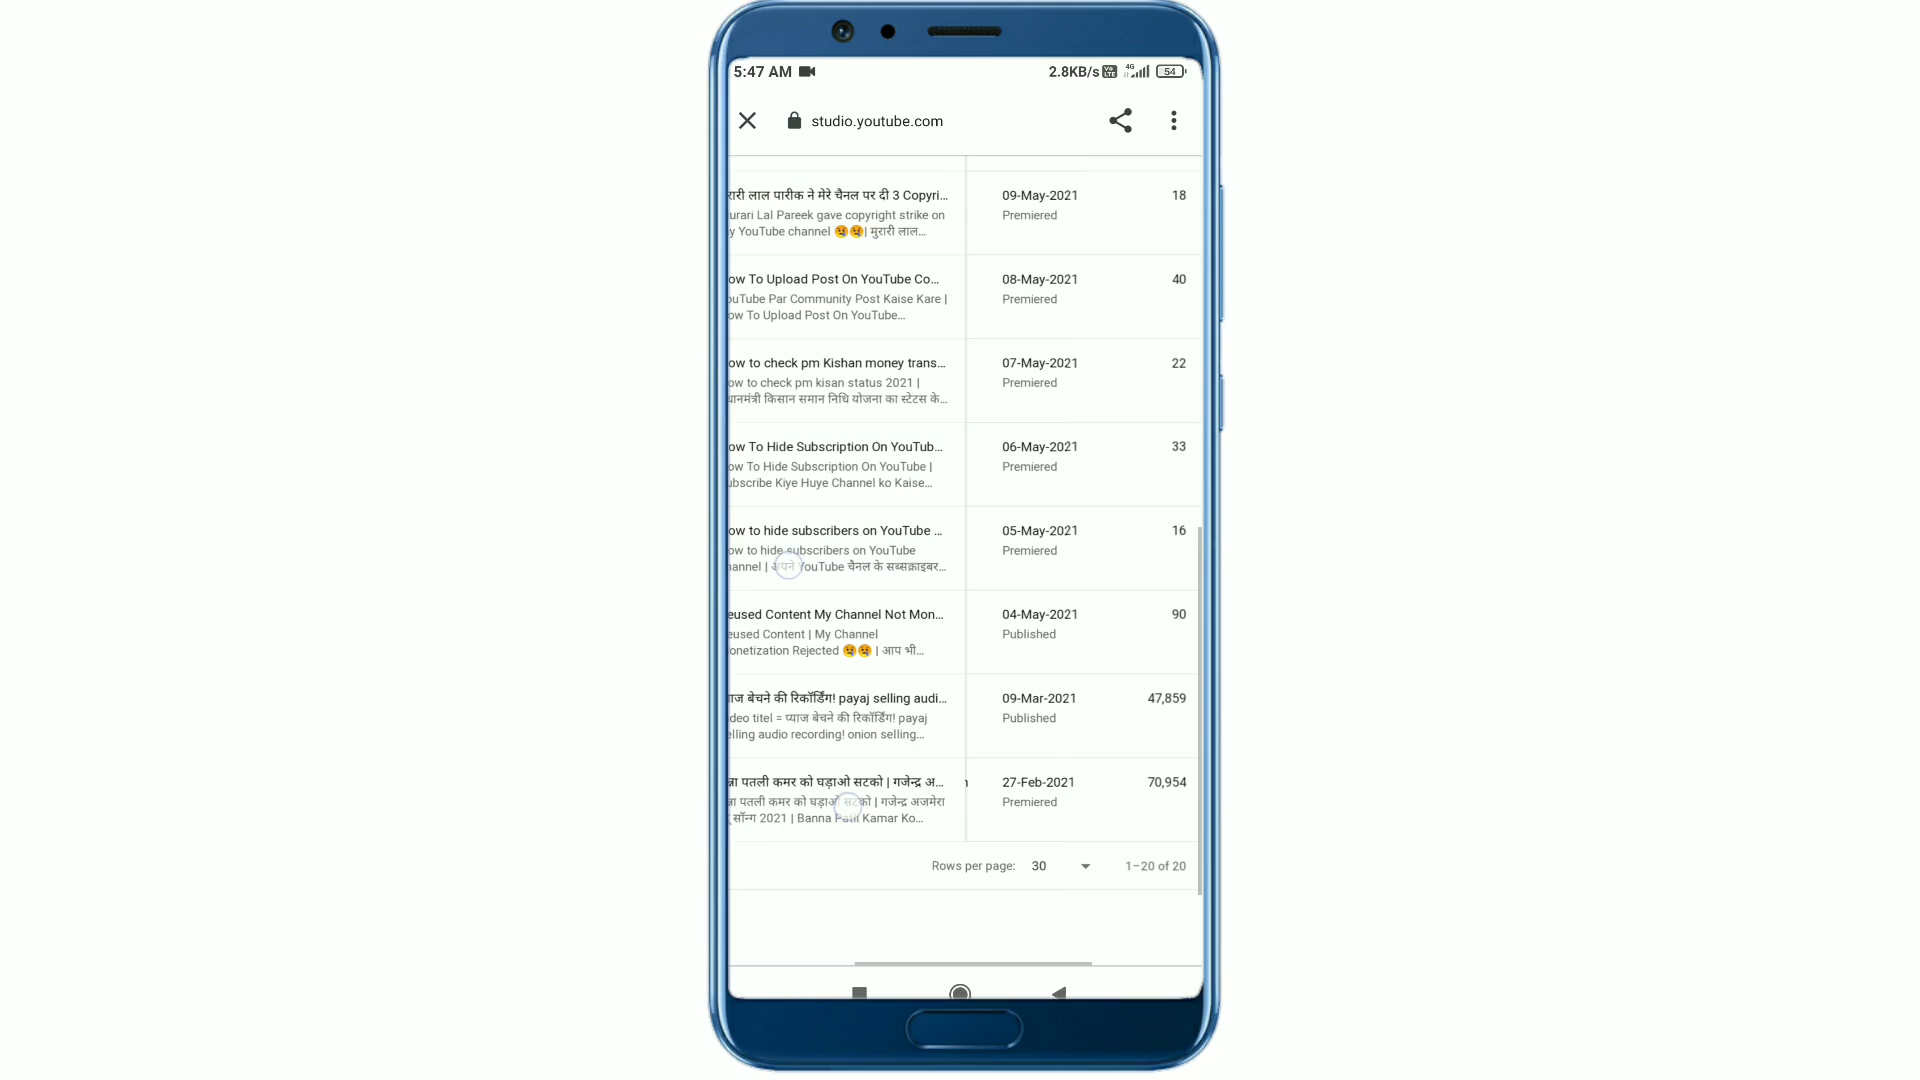 5:47 AM 2.8KB/s Vo LTE 4G 54
studio.youtube.com
रारी लाल पारीक ने मेरे चैनल पर दी 3 Copyri... 09-May-2021 18
urari Lal Pareek gave copyright strike on Premiered
y YouTube channel 😢😢| मुरारी लाल...
ow To Upload Post On YouTube Co... 08-May-2021 40
ouTube Par Community Post Kaise Kare | Premiered
ow To Upload Post On YouTube...
ow to check pm Kishan money trans... 07-May-2021 22
ow to check pm kisan status 2021 | Premiered
धानमंत्री किसान समान निधि योजना का स्टेटस के...
ow To Hide Subscription On YouTub... 06-May-2021 33
ow To Hide Subscription On YouTube | Premiered
ubscribe Kiye Huye Channel ko Kaise...
ow to hide subscribers on YouTube ... 05-May-2021 16
ow to hide subscribers on YouTube Premiered
hannel | अपने YouTube चैनल के सब्सक्राइबर...
eused Content My Channel Not Mon... 04-May-2021 90
eused Content | My Channel Published
onetization Rejected 😢😢 | आप भी...
ाज बेचने की रिकॉर्डिंग! payaj selling audi... 09-Mar-2021 47,859
deo titel = प्याज बेचने की रिकॉर्डिंग! payaj Published
elling audio recording! onion selling...
न्ना पतली कमर को घड़ाओ सटको | गजेन्द्र अ... 27-Feb-2021 70,954
न्ना पतली कमर को घड़ाओ सटको | गजेन्द्र अजमेरा Premiered
सॉन्ग 2021 | Banna Patli Kamar Ko...
Rows per page: 30 1–20 of 20